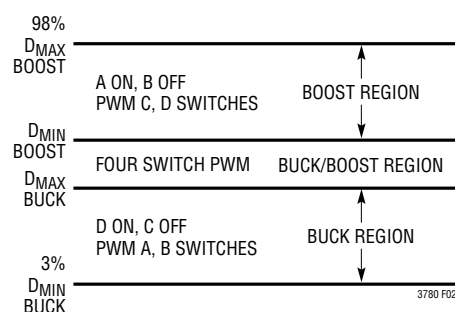 98%
DMAX
BOOST
A ON, B OFF
PWM C, D SWITCHES
BOOST REGION
DMIN
BOOST
FOUR SWITCH PWM
BUCK/BOOST REGION
DMAX
BUCK
D ON, C OFF
PWM A, B SWITCHES
BUCK REGION
3%
DMIN
BUCK
3780 F02